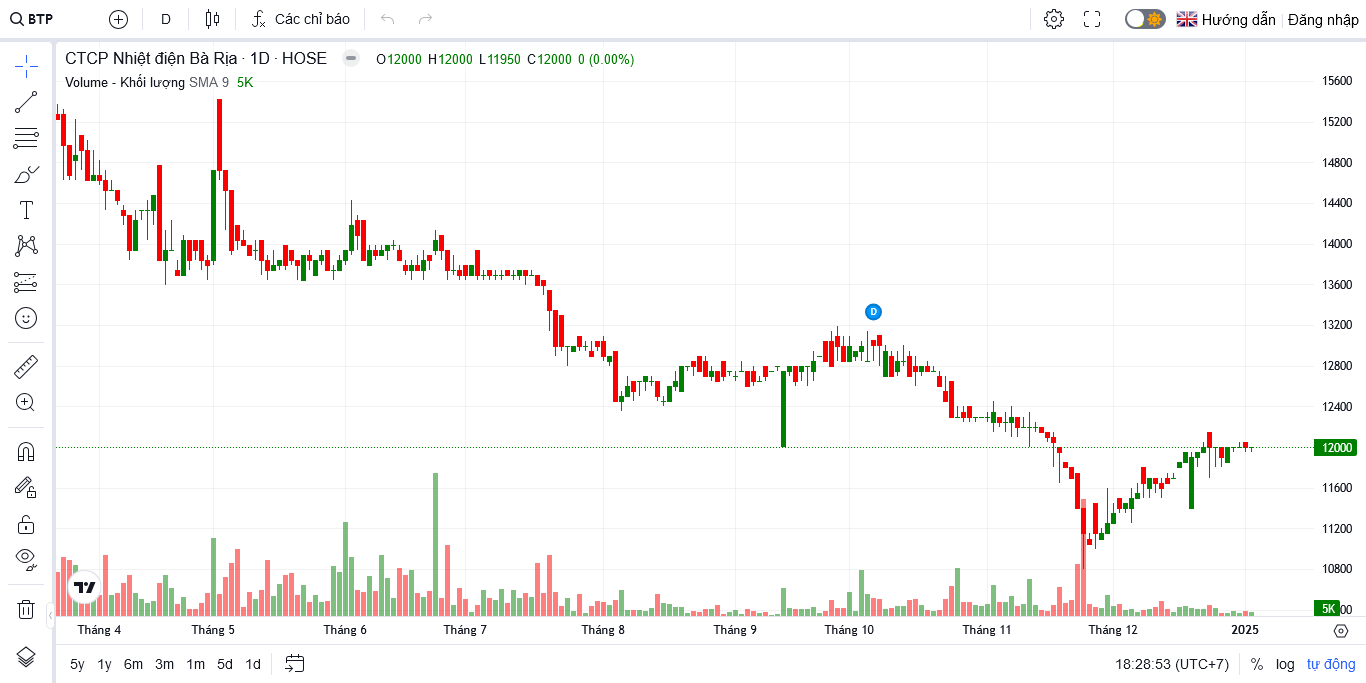 BTP D Các chỉ báo Hướng dẫn Đăng nhập
CTCP Nhiệt điện Bà Rịa · 1D · HOSE O12000 H12000 L11950 C12000 0 (0.00%)
Volume - Khối lượng SMA 9 5K
15600
15200
14800
14400
14000
13600
13200
D
12800
12400
12000
11600
11200
10800
5K 00
Tháng 4 Tháng 5 Tháng 6 Tháng 7 Tháng 8 Tháng 9 Tháng 10 Tháng 11 Tháng 12 2025
5y 1y 6m 3m 1m 5d 1d 18:28:53 (UTC+7) % log tự động